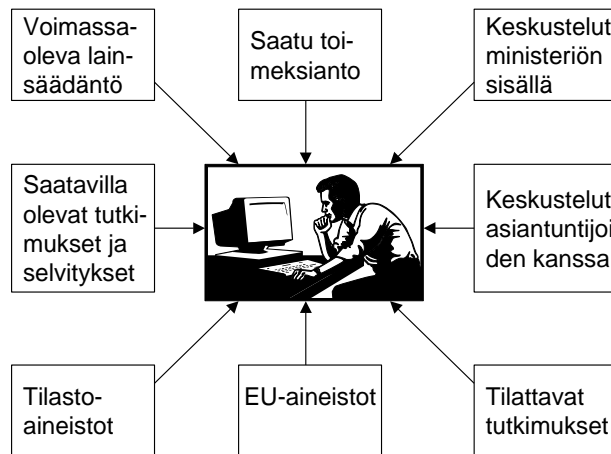 Voimassa-
oleva lain-
säädäntö
Saatu toi-
meksianto
Keskustelut
ministeriön
sisällä
Saatavilla
olevat tutki-
mukset ja
selvitykset
Keskustelut
asiantuntijoi
den kanssa
Tilasto-
aineistot
EU-aineistot
Tilattavat
tutkimukset